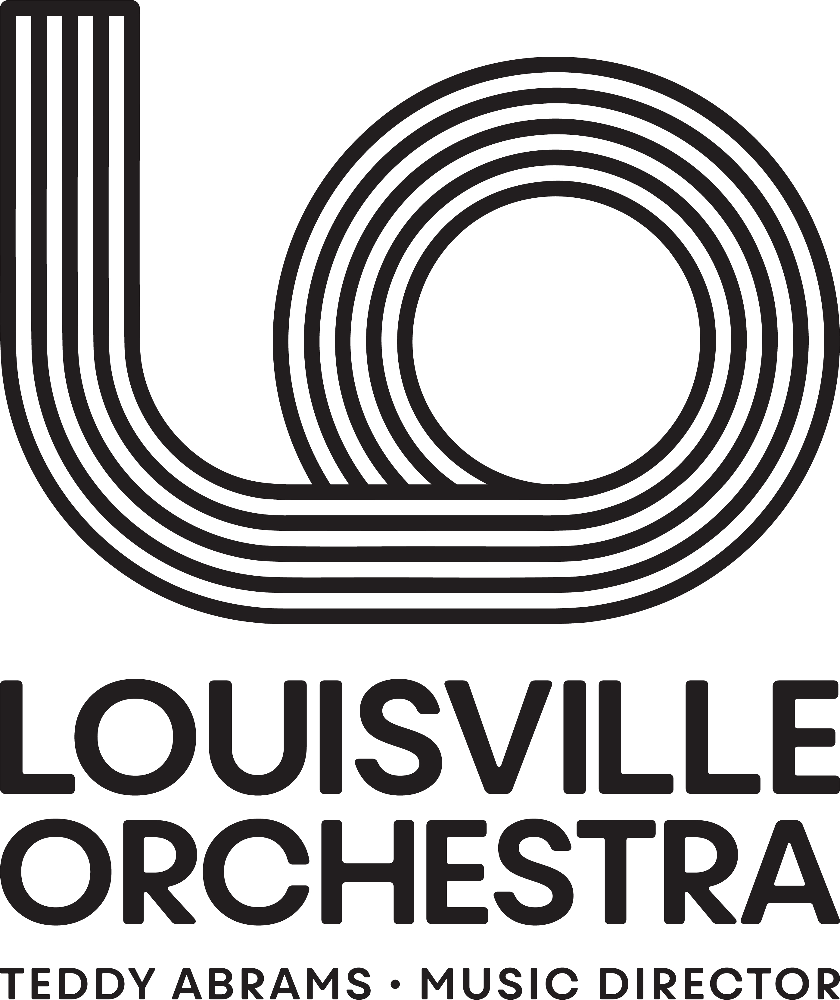 LOUISVILLE
ORCHESTRA
TEDDY ABRAMS • MUSIC DIRECTOR